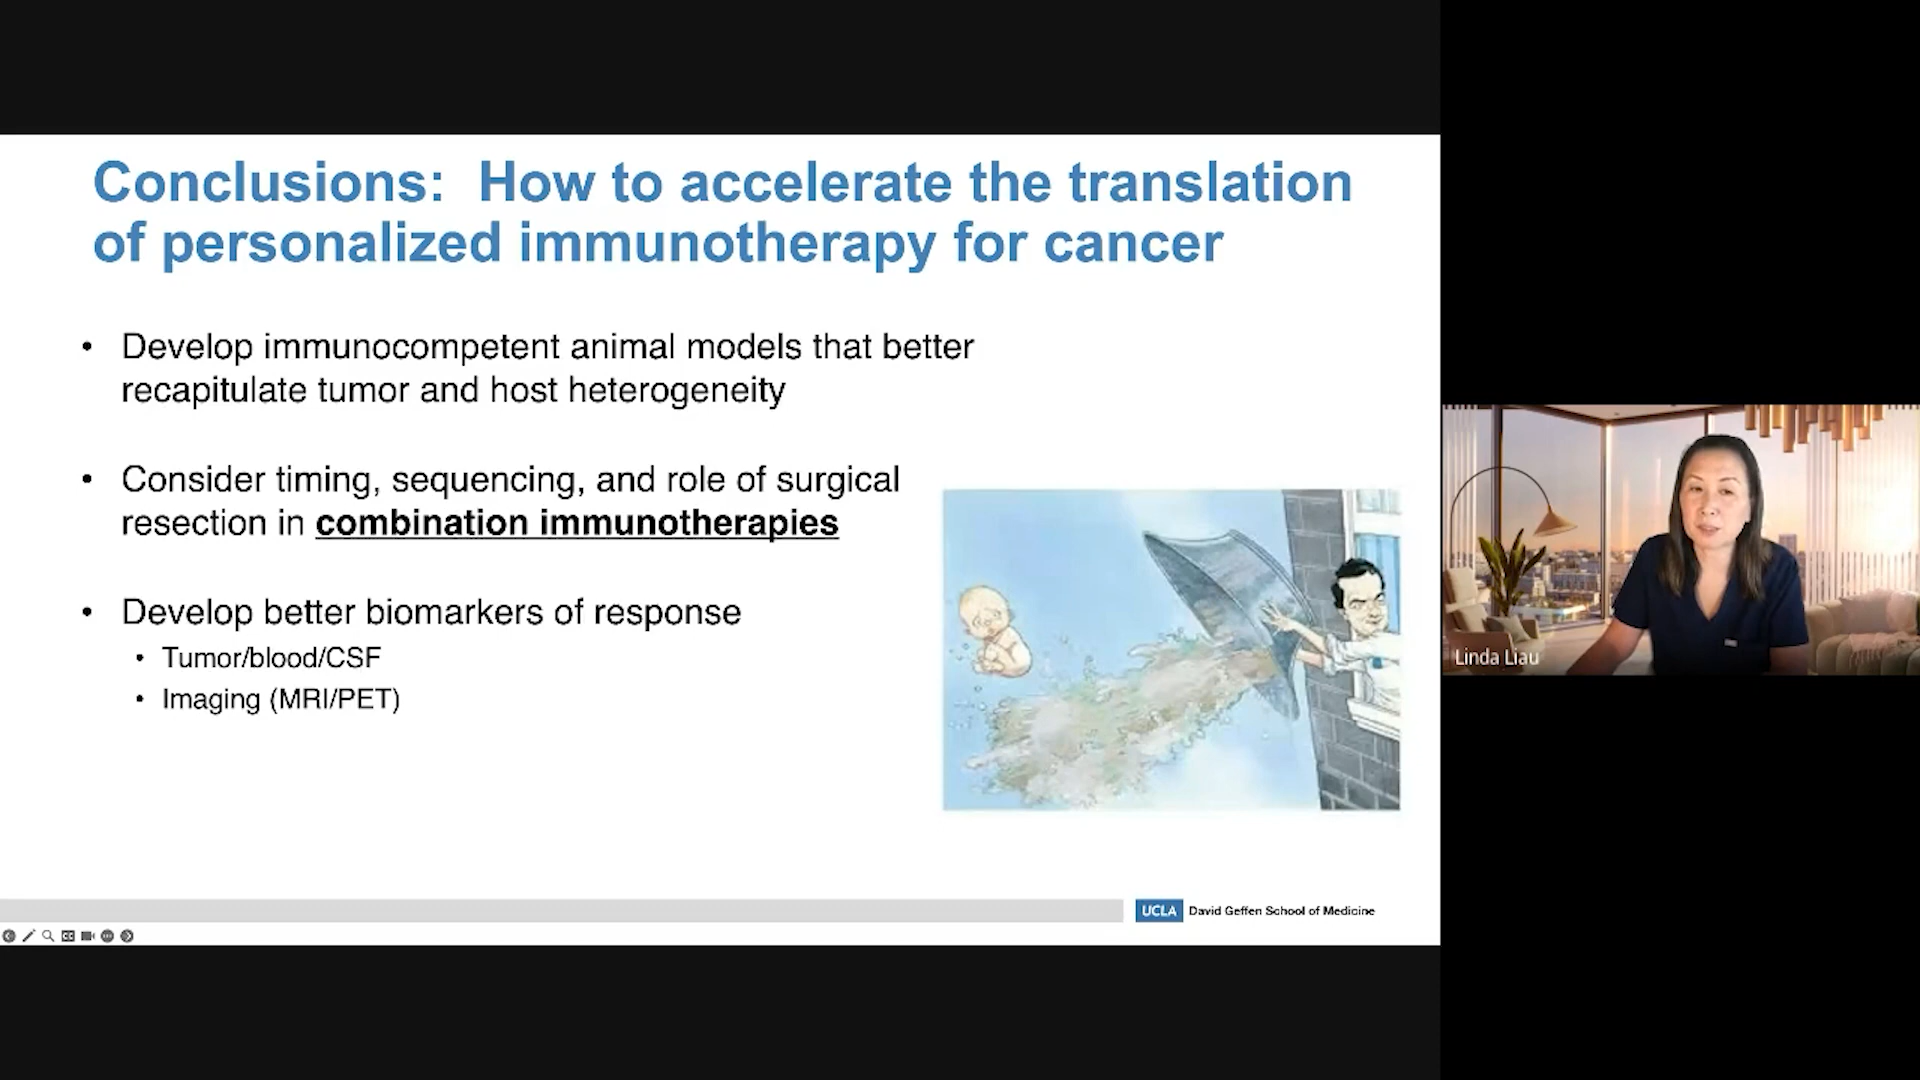 Conclusions: How to accelerate the translation
of personalized immunotherapy for cancer
• Develop immunocompetent animal models that better
recapitulate tumor and host heterogeneity
• Consider timing, sequencing, and role of surgical
resection in combination immunotherapies
• Develop better biomarkers of response
• Tumor/blood/CSF
• Imaging (MRI/PET)
UCLA David Geffen School of Medicine
Linda Liau